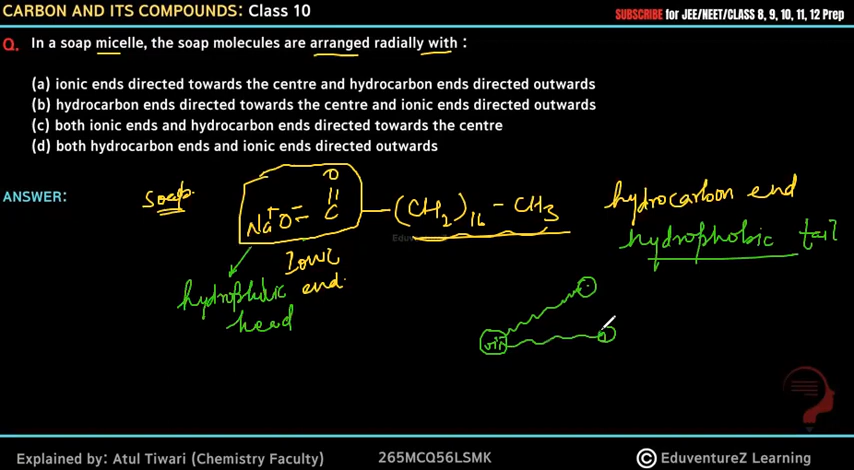 CARBON AND ITS COMPOUNDS: Class 10
SUBSCRIBE for JEE/NEET/CLASS 8, 9, 10, 11, 12 Prep
Q. In a soap micelle, the soap molecules are arranged radially with :
(a) ionic ends directed towards the centre and hydrocarbon ends directed outwards
(b) hydrocarbon ends directed towards the centre and ionic ends directed outwards
(c) both ionic ends and hydrocarbon ends directed towards the centre
(d) both hydrocarbon ends and ionic ends directed outwards
ANSWER:
Soap
O
||
Na⁺O⁻ C —(CH₂)₁₆ – CH₃
Ionic
end.
hydrophilic
head
hydrocarbon end
hydrophobic tail
oil
Explained by: Atul Tiwari (Chemistry Faculty)
265MCQ56LSMK
© EduventureZ Learning